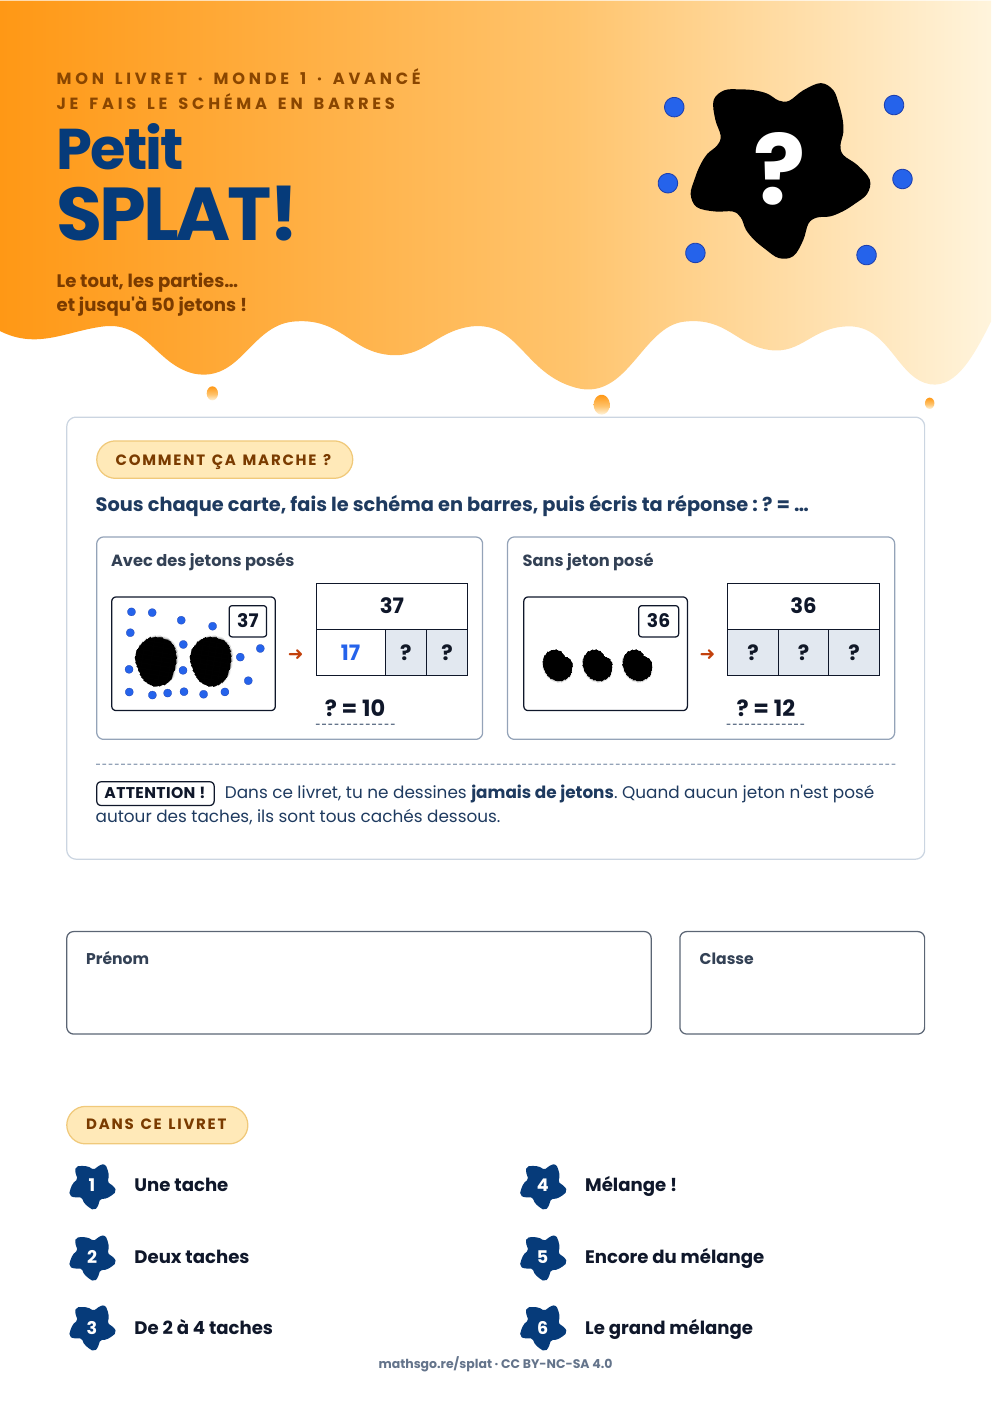 MON LIVRET · MONDE 1 · AVANCÉ
JE FAIS LE SCHÉMA EN BARRES
Petit
SPLAT!
Le tout, les parties...
et jusqu'à 50 jetons !
?
COMMENT ÇA MARCHE ?
Sous chaque carte, fais le schéma en barres, puis écris ta réponse : ? = ...
Avec des jetons posés
37
➜
37
17 ? ?
? = 10
Sans jeton posé
36
➜
36
? ? ?
? = 12
ATTENTION ! Dans ce livret, tu ne dessines jamais de jetons. Quand aucun jeton n'est posé
autour des taches, ils sont tous cachés dessous.
Prénom
Classe
DANS CE LIVRET
1 Une tache
2 Deux taches
3 De 2 à 4 taches
4 Mélange !
5 Encore du mélange
6 Le grand mélange
mathsgo.re/splat · CC BY-NC-SA 4.0